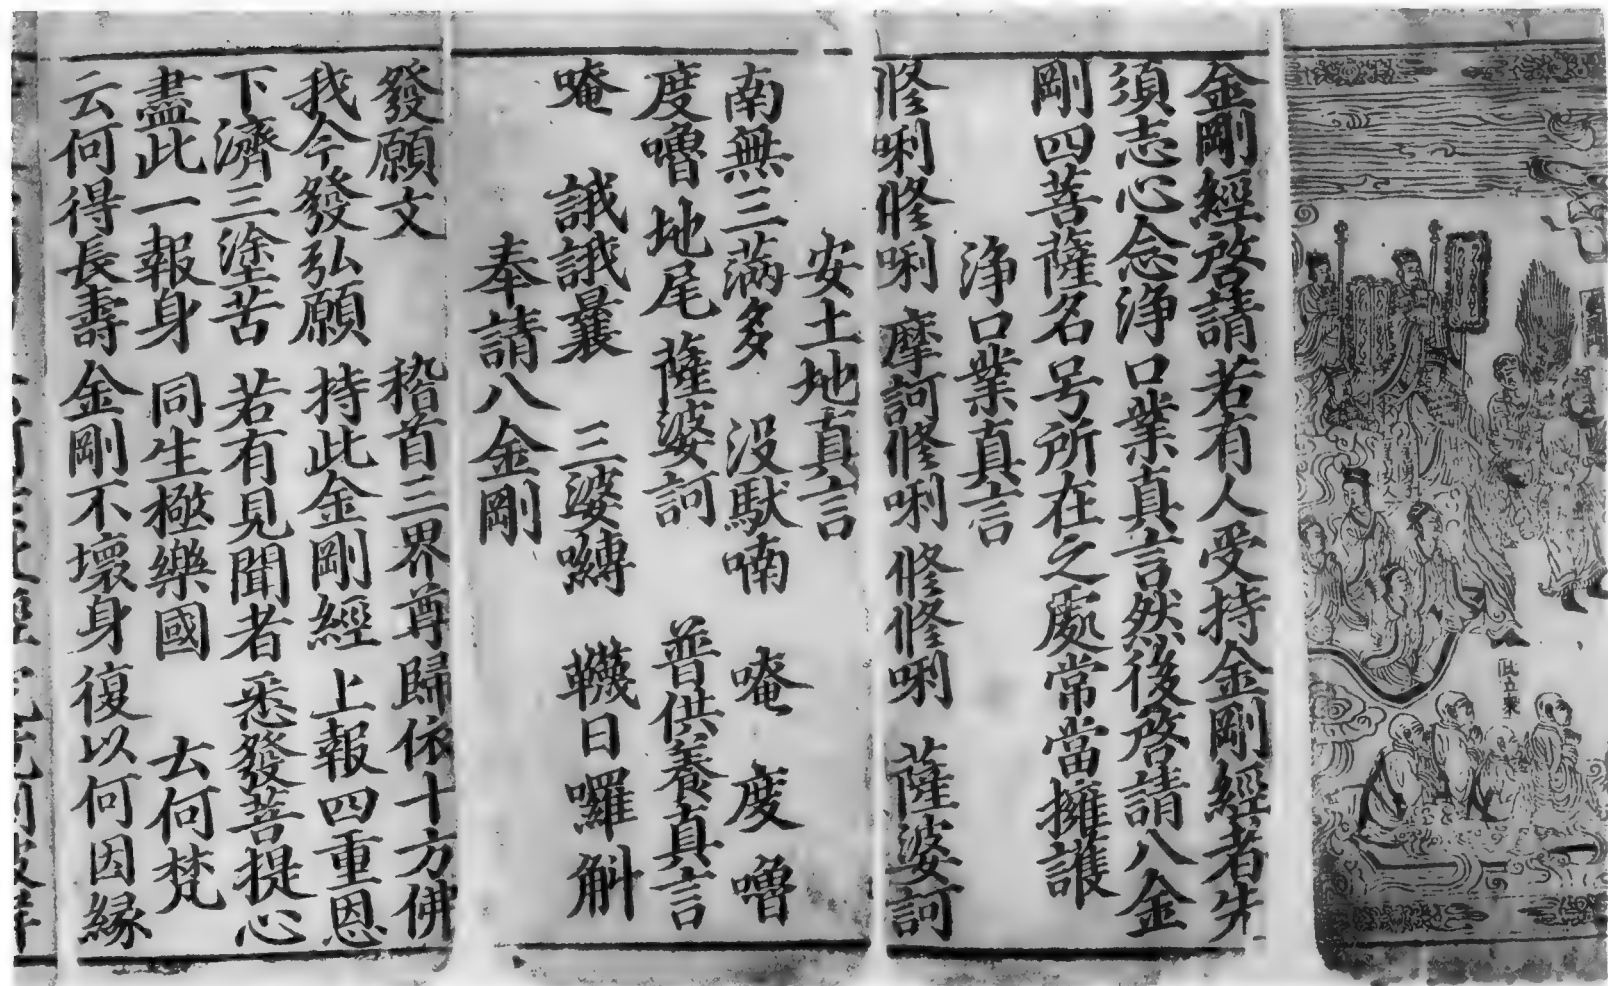 金剛經啓請若有人受持金剛經者先
須志心念淨口業真言然後啓請八金
剛四菩薩名号所在之處常當擁護
淨口業真言
脩唎脩唎 摩訶脩唎 脩脩唎 薩婆訶
安土地真言
南無三滿多 没馱喃 唵 度嚕
度嚕地尾 薩婆訶 普供養真言
唵 誐誐曩 三婆嚩 韈日囉斛
奉請八金剛
發願文 稽首三界尊歸依十方佛
我今發弘願 持此金剛經 上報四重恩
下濟三塗苦 若有見聞者 悉發菩提心
盡此一報身 同生極樂國 云何梵
云何得長壽 金剛不壞身 復以何因緣